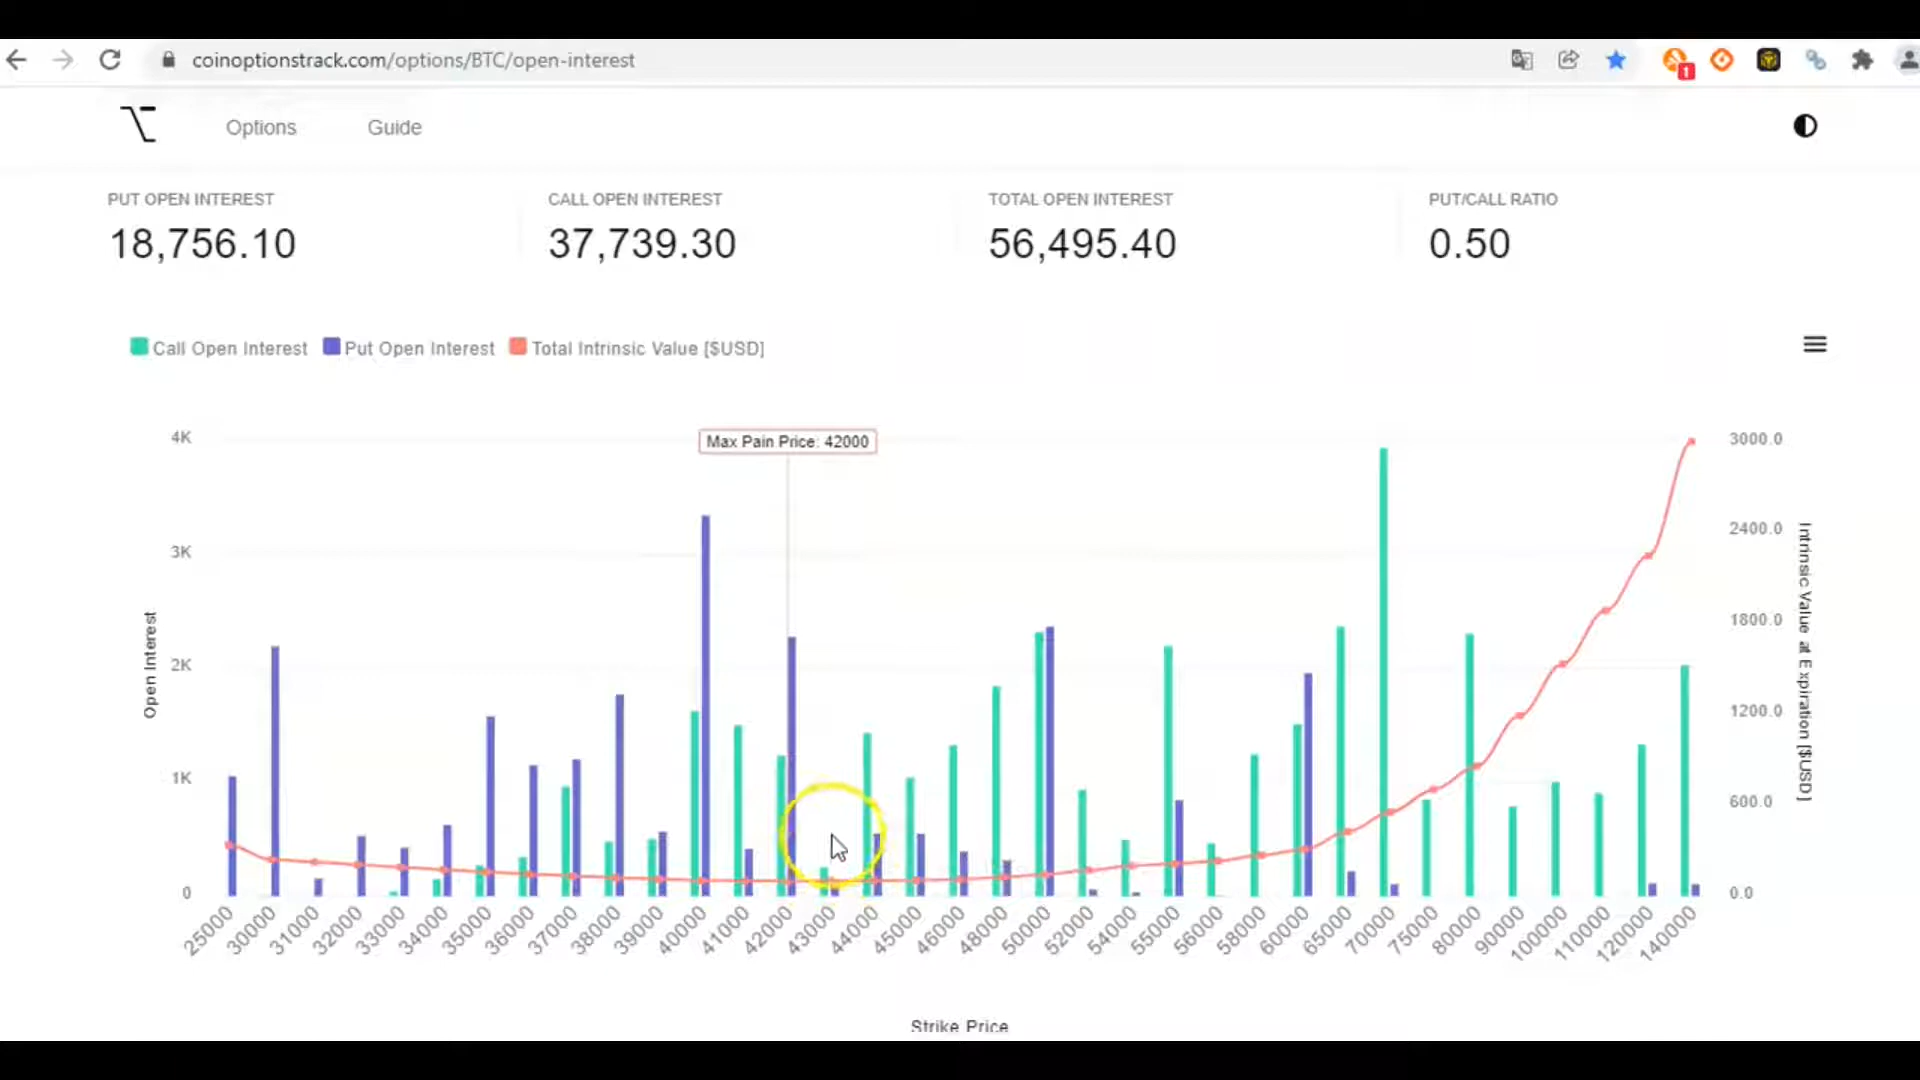 coinoptionstrack.com/options/BTC/open-interest
1
Options Guide
PUT OPEN INTEREST CALL OPEN INTEREST TOTAL OPEN INTEREST PUT/CALL RATIO
18,756.10 37,739.30 56,495.40 0.50
Call Open Interest Put Open Interest Total Intrinsic Value [$USD]
Max Pain Price: 42000
4K
3K
2K
1K
0
Open Interest
3000.0
2400.0
1800.0
1200.0
600.0
0.0
Intrinsic Value at Expiration [$USD]
25000 30000 31000 32000 33000 34000 35000 36000 37000 38000 39000 40000 41000 42000 43000 44000 45000 46000 48000 50000 52000 54000 55000 56000 58000 60000 65000 70000 75000 80000 90000 100000 110000 120000 140000
Strike Price